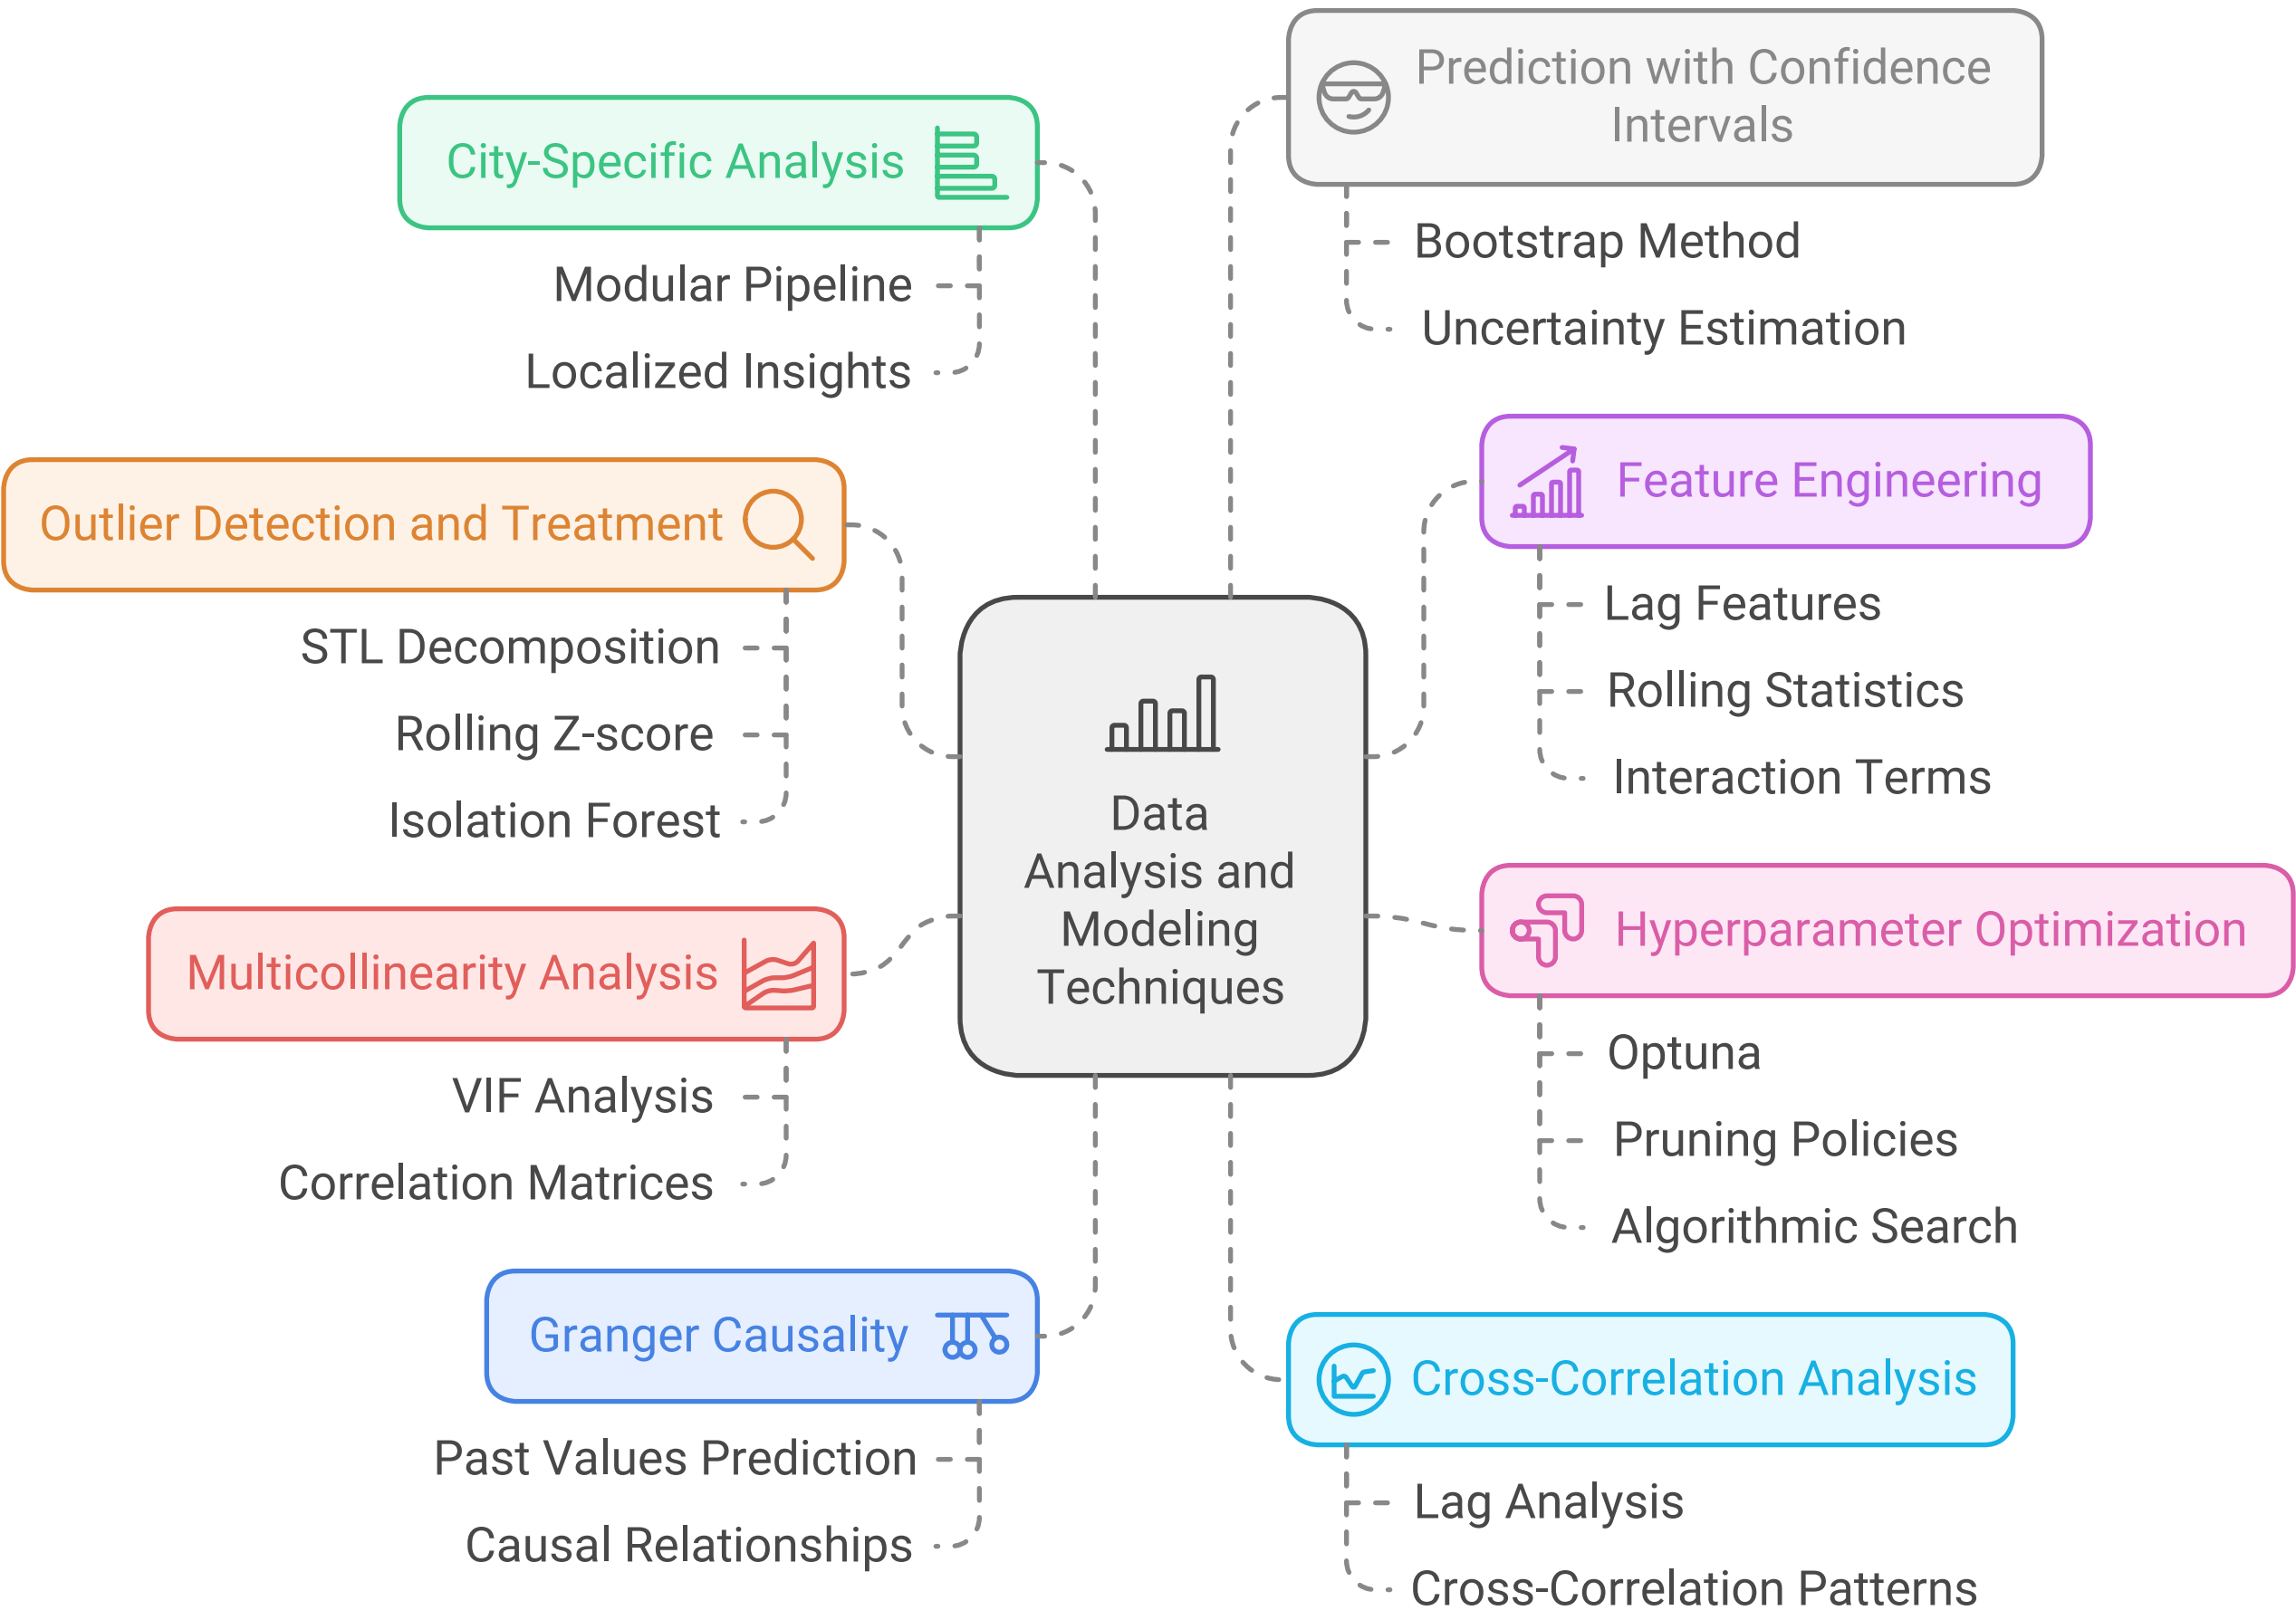 Prediction with Confidence
Intervals
Bootstrap Method
Uncertainty Estimation
City-Specific Analysis
Modular Pipeline
Localized Insights
Feature Engineering
Lag Features
Rolling Statistics
Interaction Terms
Outlier Detection and Treatment
STL Decomposition
Rolling Z-score
Isolation Forest
Data
Analysis and
Modeling
Techniques
Hyperparameter Optimization
Optuna
Pruning Policies
Algorithmic Search
Multicollinearity Analysis
VIF Analysis
Correlation Matrices
Granger Causality
Past Values Prediction
Causal Relationships
Cross-Correlation Analysis
Lag Analysis
Cross-Correlation Patterns